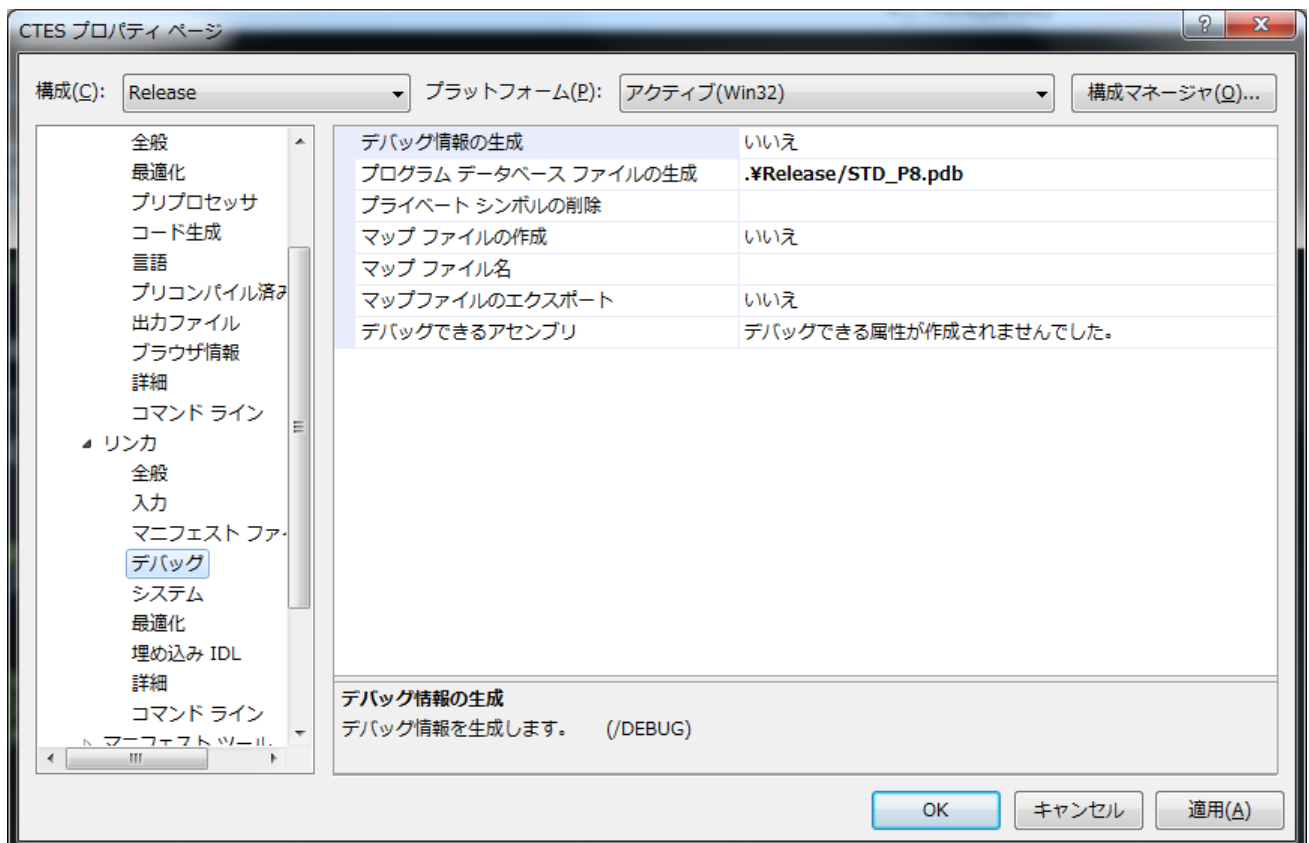 CTES プロパティ ページ
構成(C): Release プラットフォーム(P): アクティブ(Win32) 構成マネージャ(O)...
全般
最適化
プリプロセッサ
コード生成
言語
プリコンパイル済み
出力ファイル
ブラウザ情報
詳細
コマンド ライン
リンカ
全般
入力
マニフェスト ファイ
デバッグ
システム
最適化
埋め込み IDL
詳細
コマンド ライン
マニフェスト ツール
デバッグ情報の生成 いいえ
プログラム データベース ファイルの生成 .¥Release/STD_P8.pdb
プライベート シンボルの削除
マップ ファイルの作成 いいえ
マップ ファイル名
マップファイルのエクスポート いいえ
デバッグできるアセンブリ デバッグできる属性が作成されませんでした。
デバッグ情報の生成
デバッグ情報を生成します。 (/DEBUG)
OK キャンセル 適用(A)